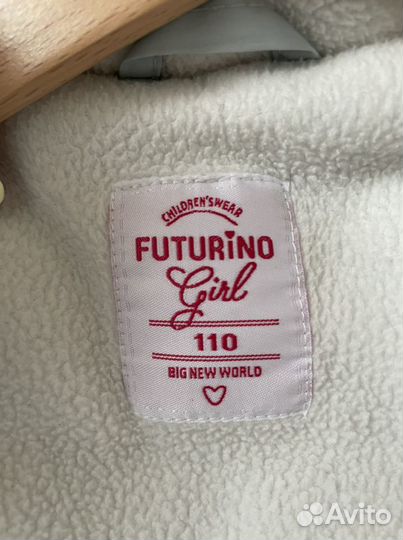 CHILDREN'SWEAR
FUTURINO
Girl
110
BIG NEW WORLD
Avito